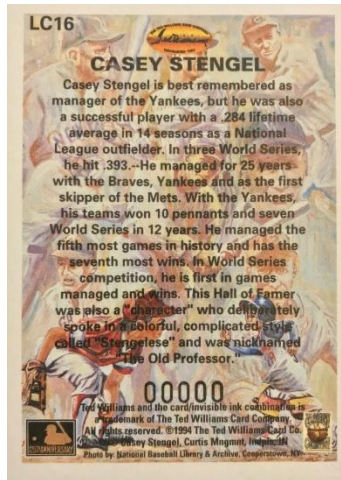 LC16
Ted Williams
CASEY STENGEL
Casey Stengel is best remembered as
manager of the Yankees, but he was also
a successful player with a .284 lifetime
average in 14 seasons as a National
League outfielder. In three World Series,
he hit .393.--He managed for 25 years
with the Braves, Yankees and as the first
skipper of the Mets. With the Yankees,
his teams won 10 pennants and seven
World Series in 12 years. He managed the
fifth most games in history and has the
seventh most wins. In World Series
competition, he is first in games
managed and wins. This Hall of Famer
was also a "character" who deliberately
spoke in a colorful, complicated style
called "Stengelese" and was nicknamed
"The Old Professor."
00000
Ted Williams and the card/invisible ink combination is
a trademark of The Ted Williams Card Company.
All rights reserved. ©1994 The Ted Williams Card Co.
Casey Stengel, Curtis Mngmnt, Indpls, IN
Photo by: National Baseball Library & Archive, Cooperstown, NY